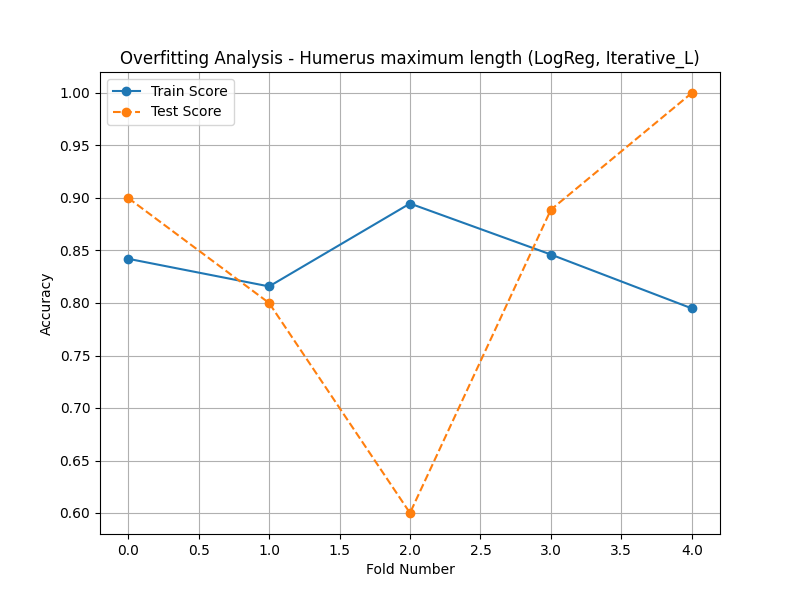 Overfitting Analysis - Humerus maximum length (LogReg, Iterative_L)
Train Score
Test Score
1.00
0.95
0.90
0.85
0.80
0.75
0.70
0.65
0.60
Accuracy
0.0 0.5 1.0 1.5 2.0 2.5 3.0 3.5 4.0
Fold Number